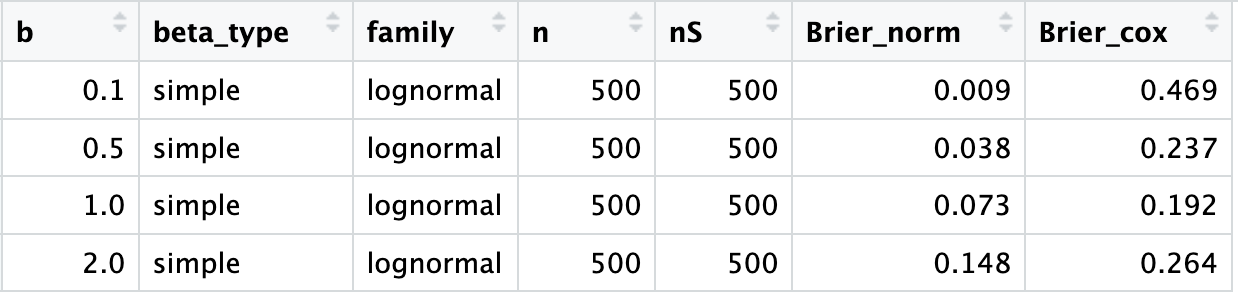 b beta_type family n nS Brier_norm Brier_cox
0.1 simple lognormal 500 500 0.009 0.469
0.5 simple lognormal 500 500 0.038 0.237
1.0 simple lognormal 500 500 0.073 0.192
2.0 simple lognormal 500 500 0.148 0.264